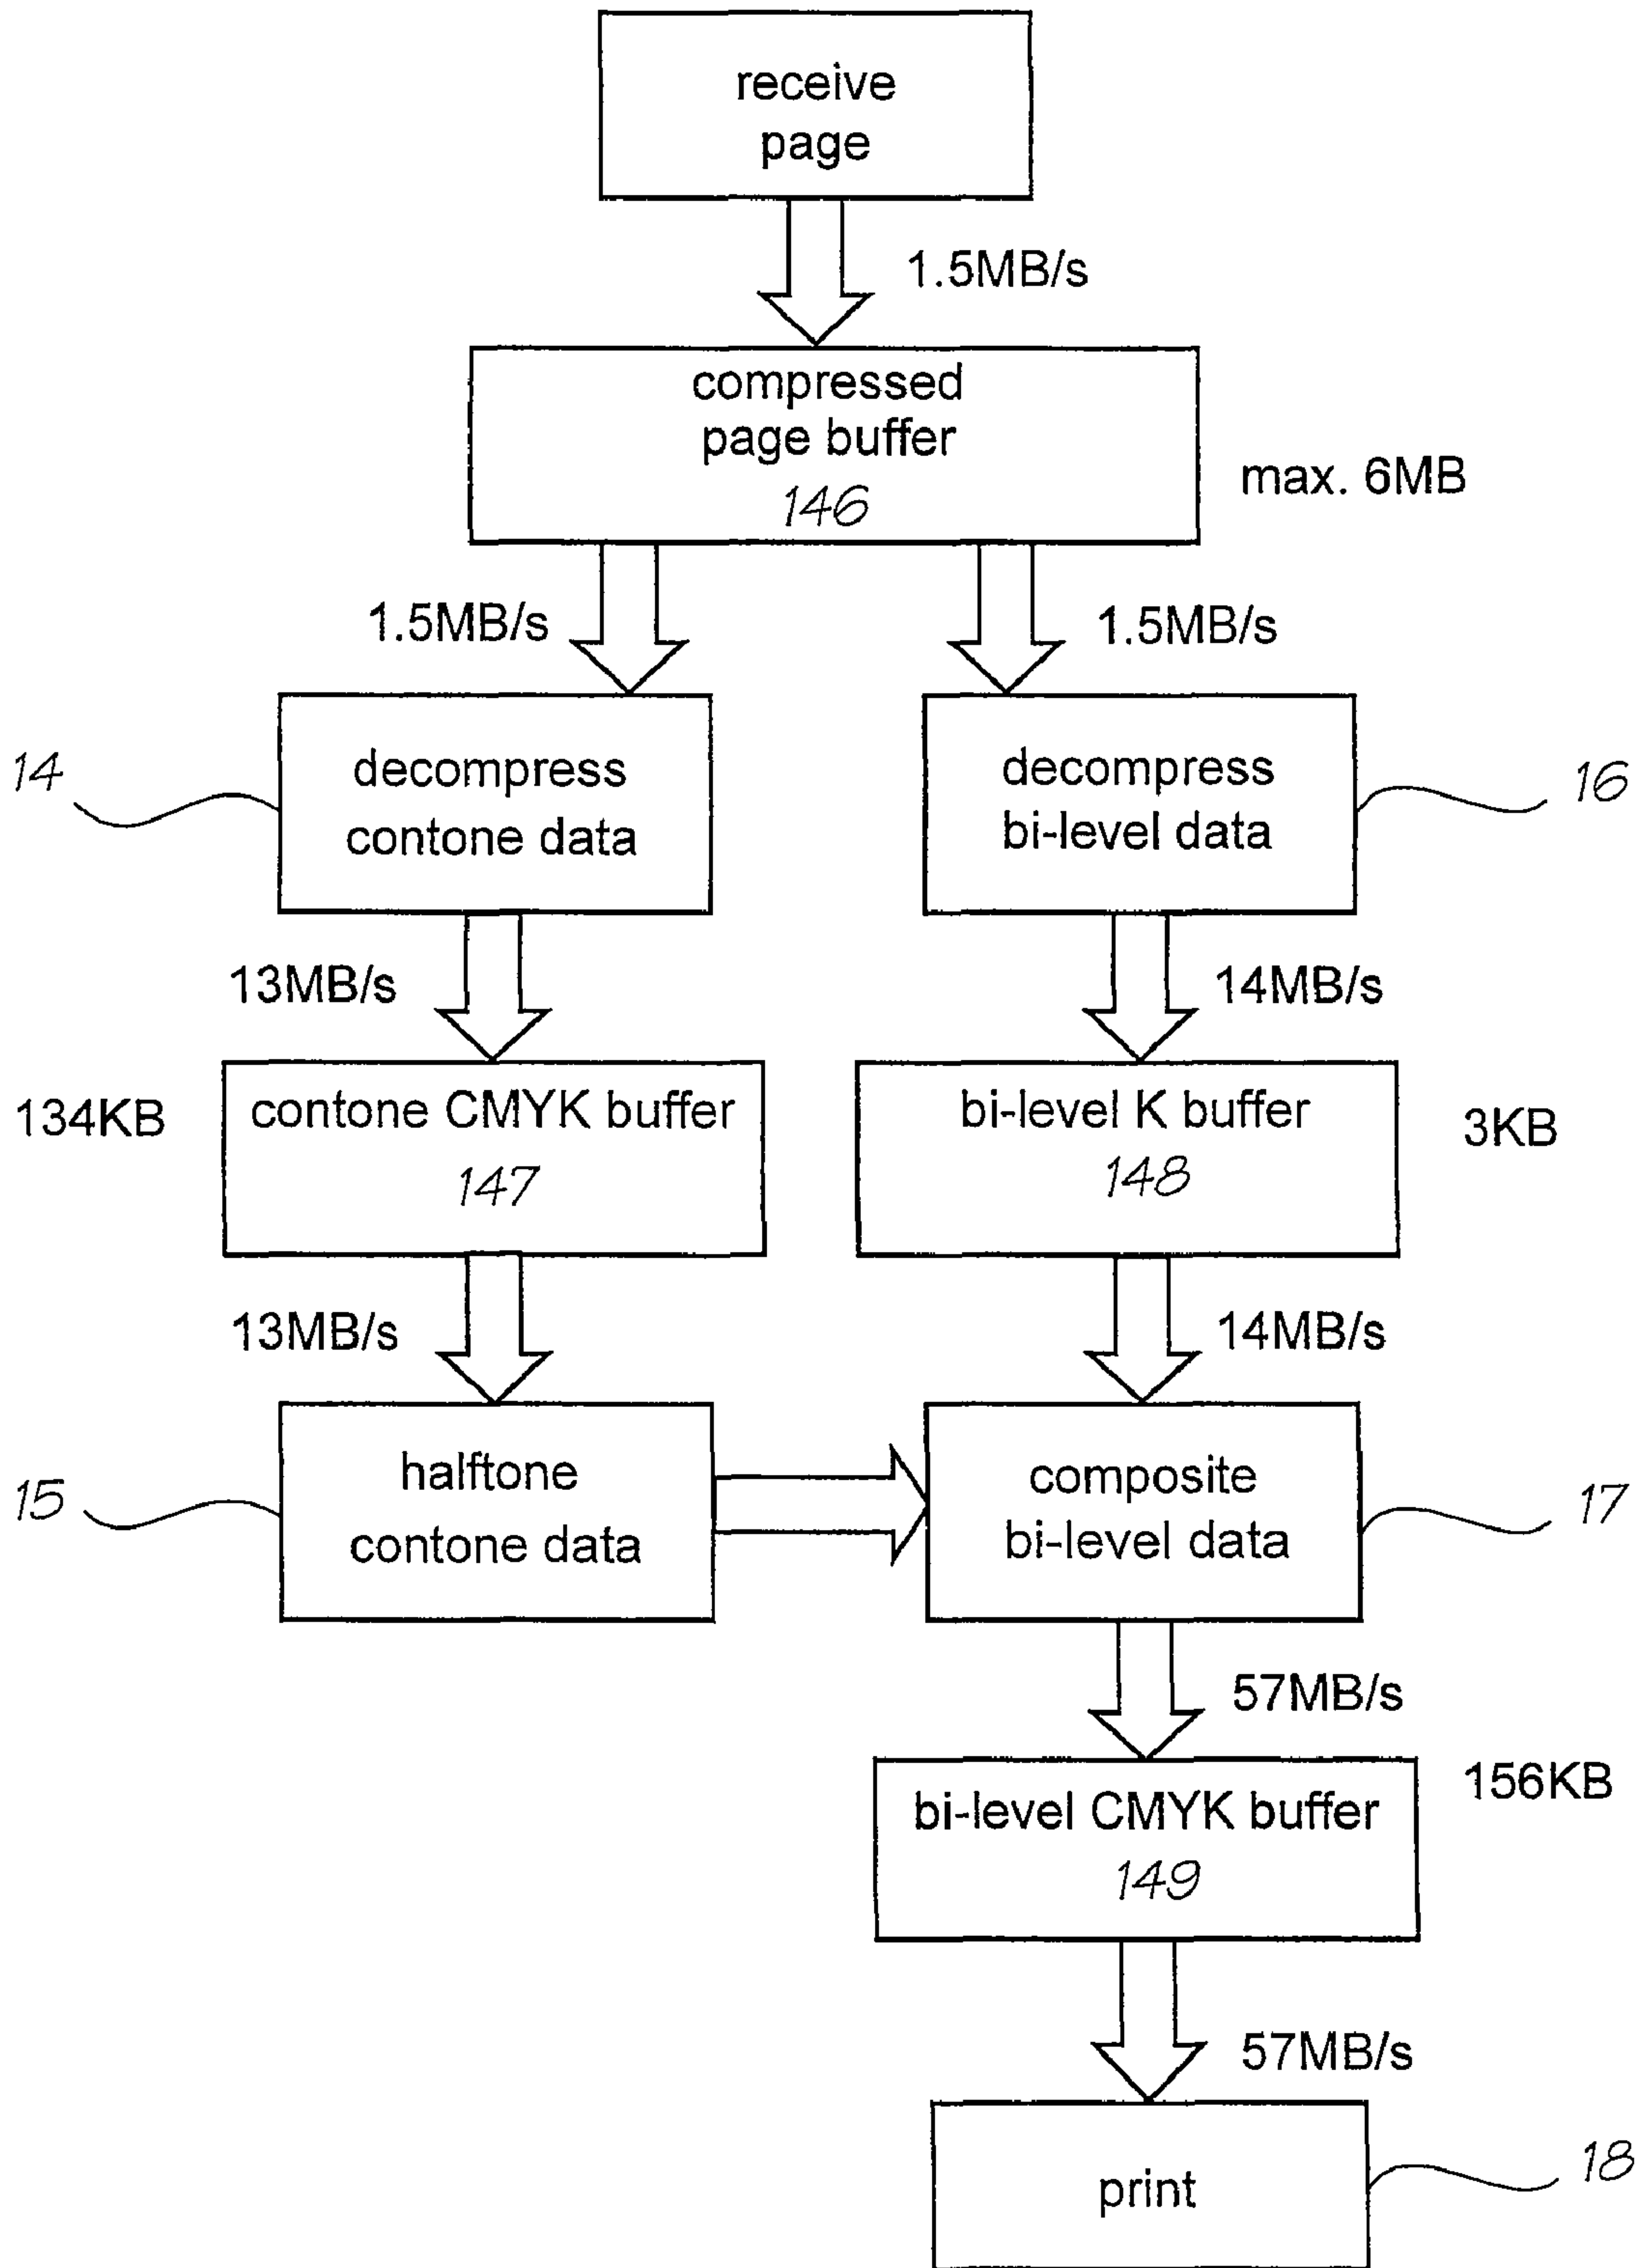 receive
page
1.5MB/s
compressed
page buffer
146
max. 6MB
1.5MB/s
1.5MB/s
14
decompress
contone data
decompress
bi-level data
16
13MB/s
14MB/s
134KB
contone CMYK buffer
147
bi-level K buffer
148
3KB
13MB/s
14MB/s
15
halftone
contone data
composite
bi-level data
17
57MB/s
156KB
bi-level CMYK buffer
149
57MB/s
print
18